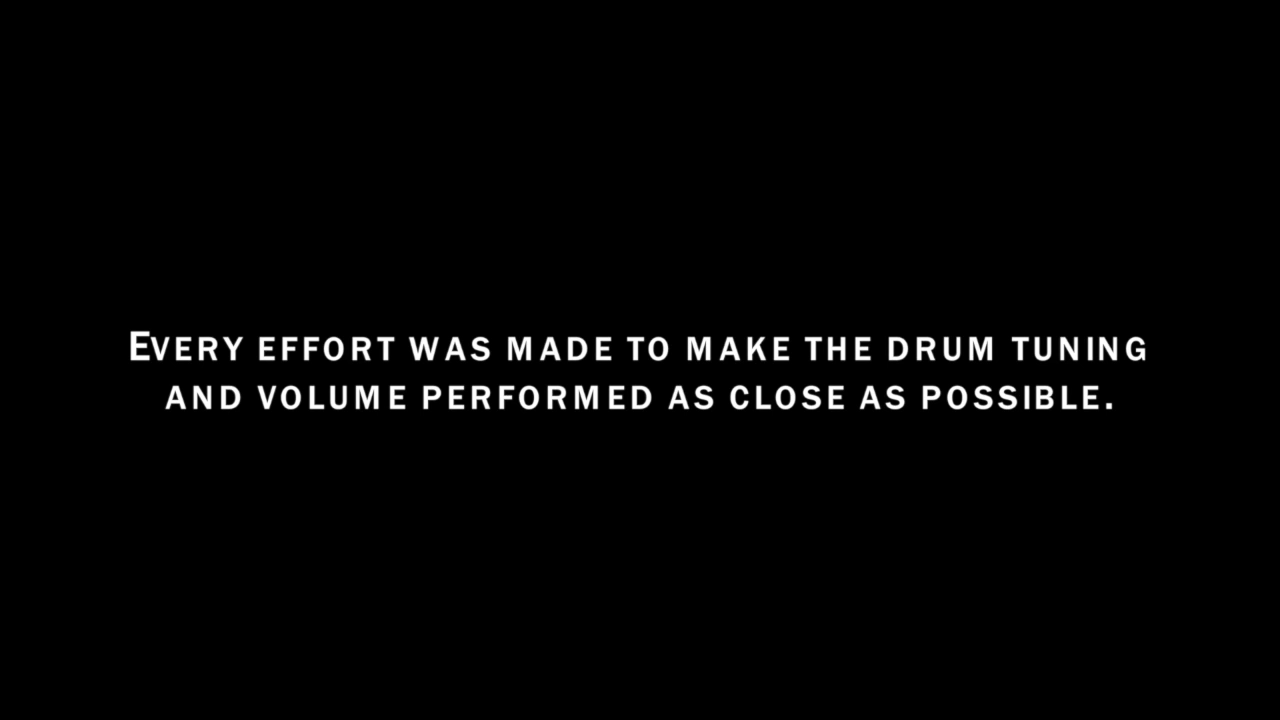 Every effort was made to make the drum tuning
and volume performed as close as possible.